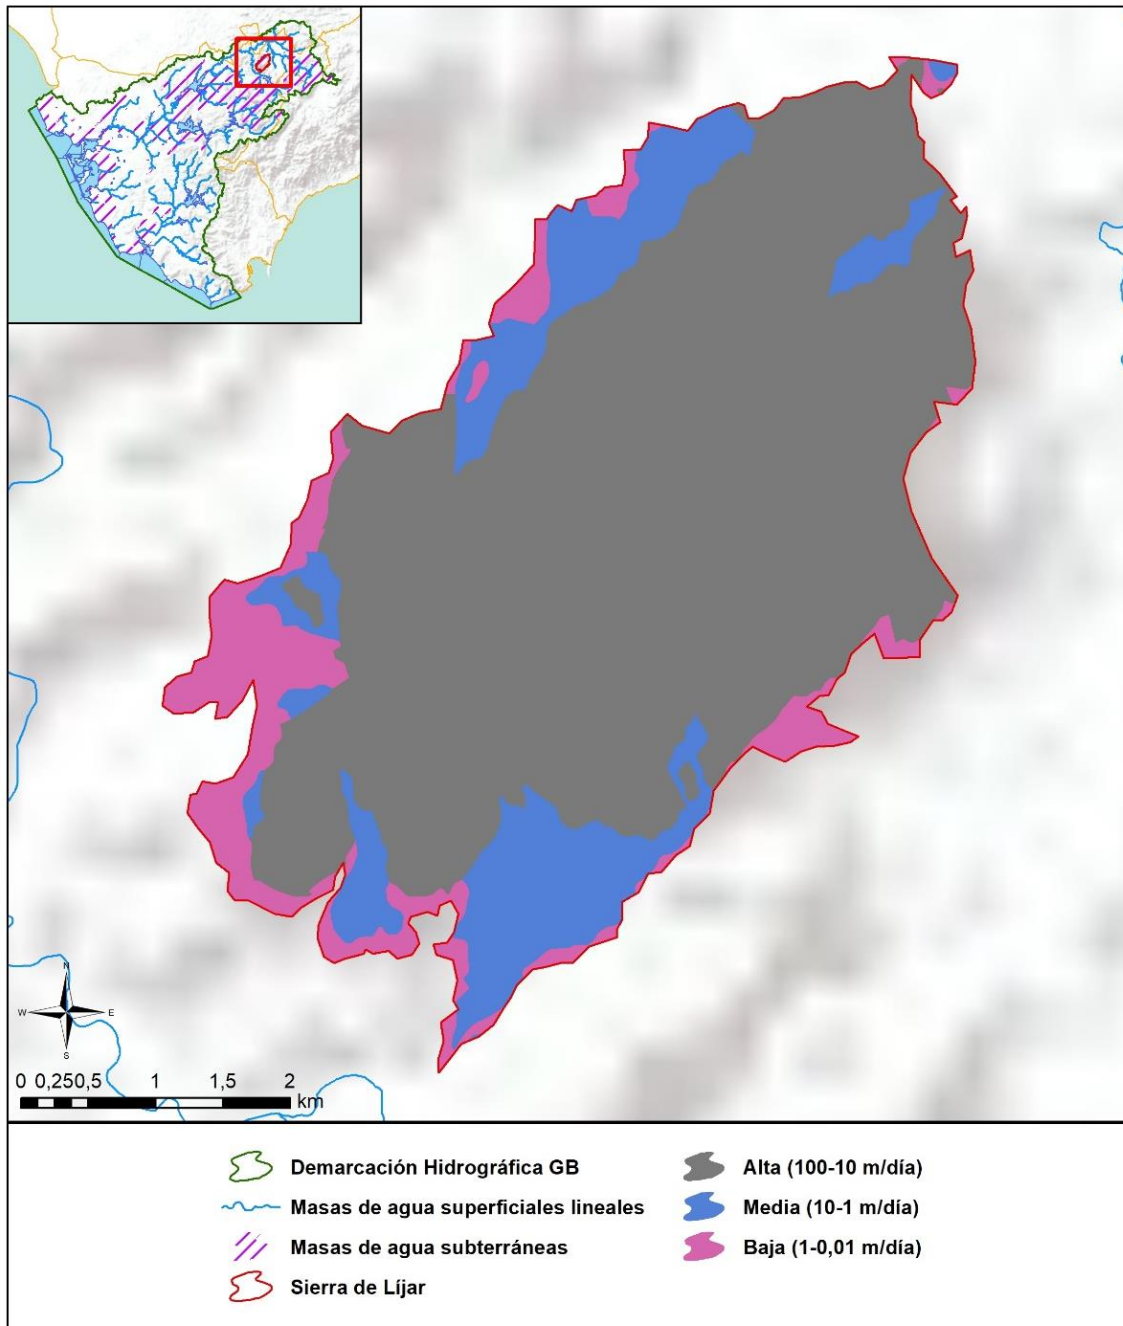 N
W E
S
0 0,250,5 1 1,5 2
km
Demarcación Hidrográfica GB
Masas de agua superficiales lineales
Masas de agua subterráneas
Sierra de Líjar
Alta (100-10 m/día)
Media (10-1 m/día)
Baja (1-0,01 m/día)